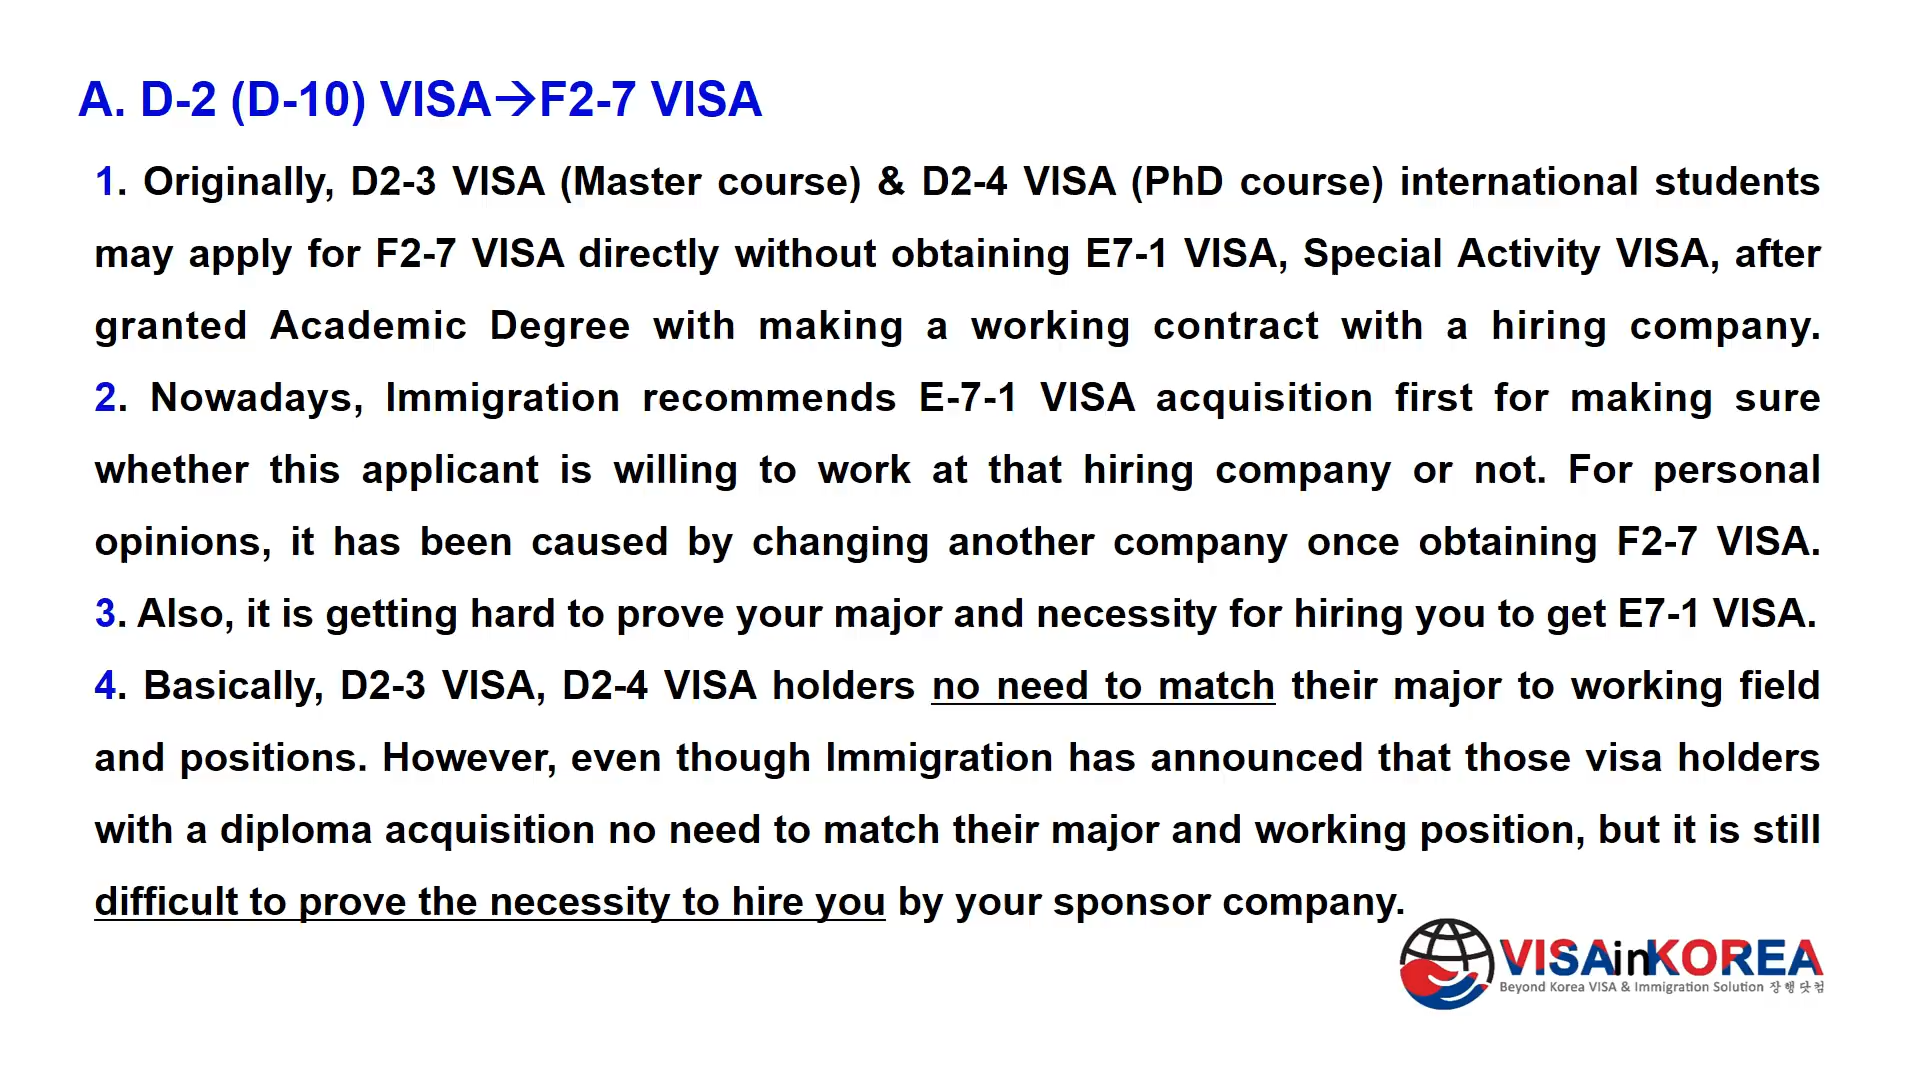 A. D-2 (D-10) VISA→F2-7 VISA
1. Originally, D2-3 VISA (Master course) & D2-4 VISA (PhD course) international students
may apply for F2-7 VISA directly without obtaining E7-1 VISA, Special Activity VISA, after
granted Academic Degree with making a working contract with a hiring company.
2. Nowadays, Immigration recommends E-7-1 VISA acquisition first for making sure
whether this applicant is willing to work at that hiring company or not. For personal
opinions, it has been caused by changing another company once obtaining F2-7 VISA.
3. Also, it is getting hard to prove your major and necessity for hiring you to get E7-1 VISA.
4. Basically, D2-3 VISA, D2-4 VISA holders no need to match their major to working field
and positions. However, even though Immigration has announced that those visa holders
with a diploma acquisition no need to match their major and working position, but it is still
difficult to prove the necessity to hire you by your sponsor company.
VISAinKOREA
Beyond Korea VISA & Immigration Solution 장행닷컴